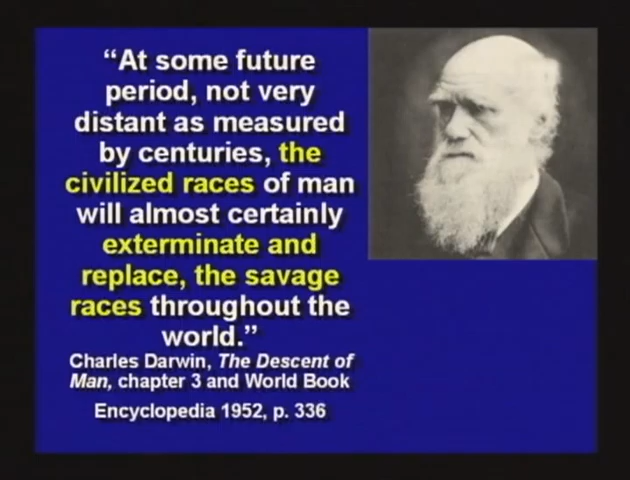 “At some future
period, not very
distant as measured
by centuries, the
civilized races of man
will almost certainly
exterminate and
replace, the savage
races throughout the
world.”
Charles Darwin, The Descent of
Man, chapter 3 and World Book
Encyclopedia 1952, p. 336